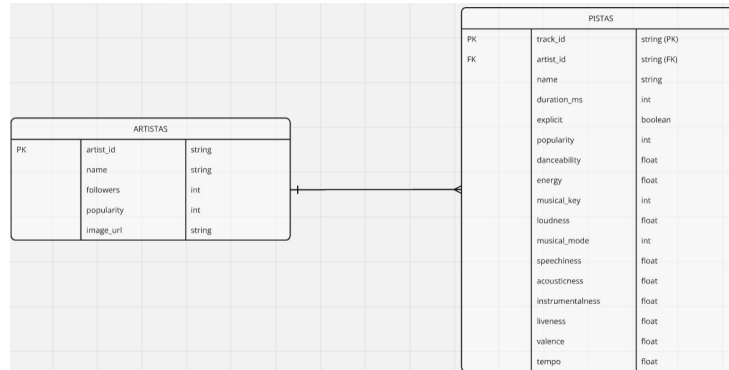 PISTAS
PK track_id string (PK)
FK artist_id string (FK)
name string
duration_ms int
explicit boolean
popularity int
danceability float
energy float
musical_key int
loudness float
musical_mode int
speechiness float
acousticness float
instrumentalness float
liveness float
valence float
tempo float
ARTISTAS
PK artist_id string
name string
followers int
popularity int
image_url string